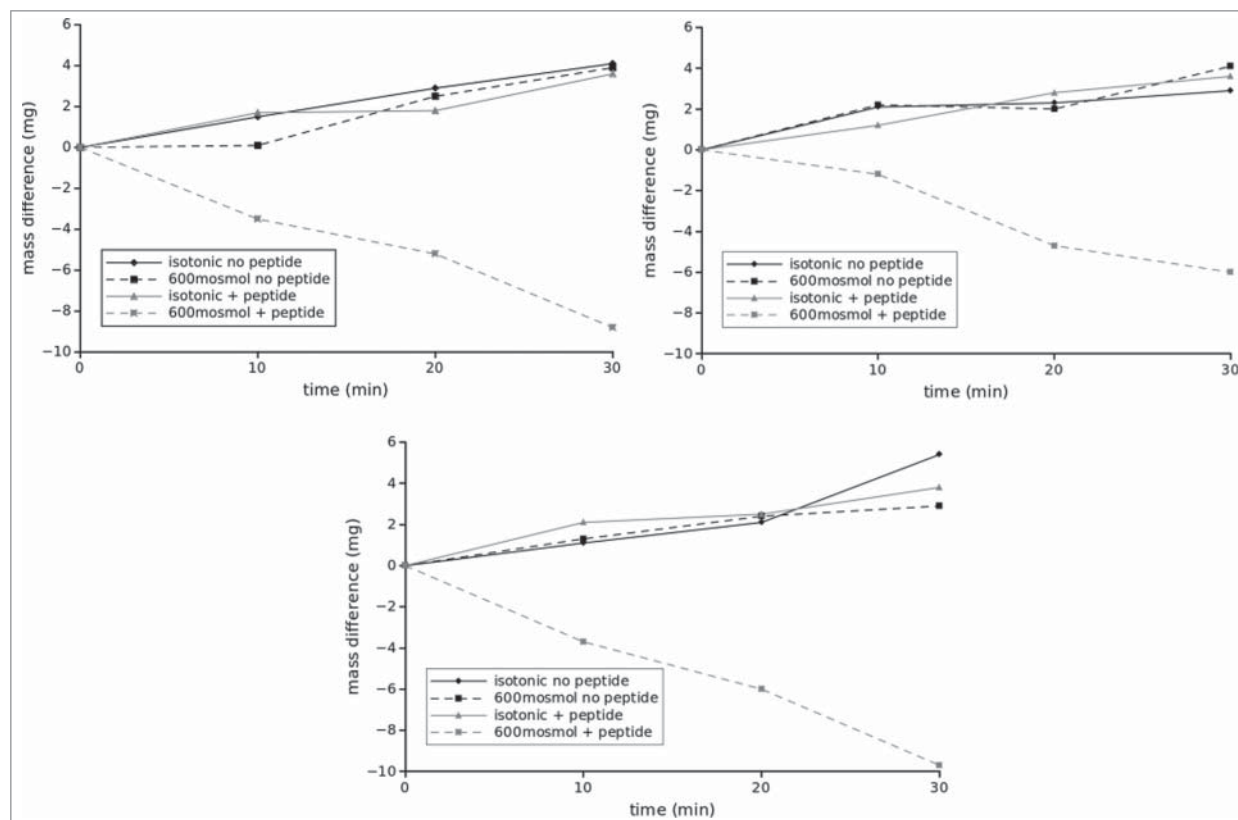 6
4
2
0
−2
−4
−6
−8
−10
mass difference (mg)
isotonic no peptide
600mosmol no peptide
isotonic + peptide
600mosmol + peptide
0
10
20
30
time (min)
6
4
2
0
−2
−4
−6
−8
−10
mass difference (mg)
isotonic no peptide
600mosmol no peptide
isotonic + peptide
600mosmol + peptide
0
10
20
30
time (min)
6
4
2
0
−2
−4
−6
−8
−10
mass difference (mg)
isotonic no peptide
600mosmol no peptide
isotonic + peptide
600mosmol + peptide
0
10
20
30
time (min)